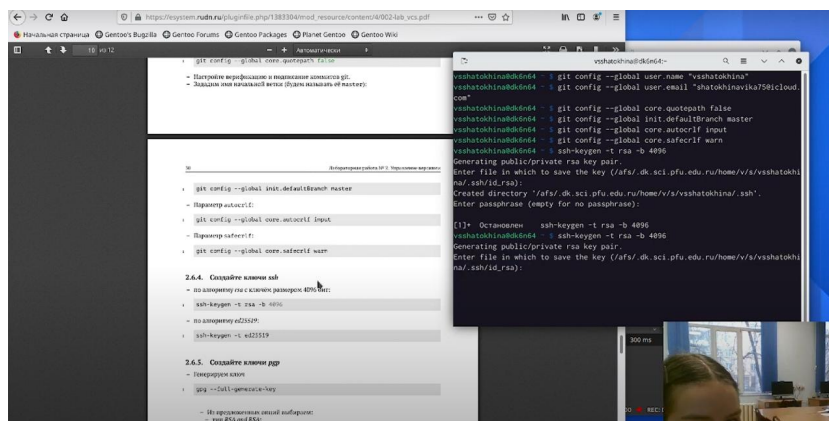 https://esystem.rudn.ru/pluginfile.php/1383304/mod_resource/content/4/002-lab_vcs.pdf
Начальная страница Gentoo's Bugzilla Gentoo Forums Gentoo Packages Planet Gentoo Gentoo Wiki
10 из 12
Автоматически
git config --global core.quotepath false
– Настройте верификацию и подписание коммитов git.
– Зададим имя начальной ветки (будем называть её master):
Лабораторная работа № 2. Управление версиями
git config --global init.defaultBranch master
– Параметр autocrlf:
git config --global core.autocrlf input
– Параметр safecrlf:
git config --global core.safecrlf warn
2.6.4. Создайте ключи ssh
– по алгоритму rsa с ключём размером 4096 бит:
ssh-keygen -t rsa -b 4096
– по алгоритму ed25519:
ssh-keygen -t ed25519
2.6.5. Создайте ключи pgp
– Генерируем ключ
gpg --full-generate-key
– Из предложенных опций выбираем:
– тип RSA and RSA;
vsshatokhina@dk6n64:~
vsshatokhina@dk6n64 ~ $ git config --global user.name "vsshatokhina"
vsshatokhina@dk6n64 ~ $ git config --global user.email "shatokhinavika75@icloud.
com"
vsshatokhina@dk6n64 ~ $ git config --global core.quotepath false
vsshatokhina@dk6n64 ~ $ git config --global init.defaultBranch master
vsshatokhina@dk6n64 ~ $ git config --global core.autocrlf input
vsshatokhina@dk6n64 ~ $ git config --global core.safecrlf warn
vsshatokhina@dk6n64 ~ $ ssh-keygen -t rsa -b 4096
Generating public/private rsa key pair.
Enter file in which to save the key (/afs/.dk.sci.pfu.edu.ru/home/v/s/vsshatokhi
na/.ssh/id_rsa):
Created directory '/afs/.dk.sci.pfu.edu.ru/home/v/s/vsshatokhina/.ssh'.
Enter passphrase (empty for no passphrase):
[1]+ Остановлен ssh-keygen -t rsa -b 4096
vsshatokhina@dk6n64 ~ $ ssh-keygen -t rsa -b 4096
Generating public/private rsa key pair.
Enter file in which to save the key (/afs/.dk.sci.pfu.edu.ru/home/v/s/vsshatokhi
na/.ssh/id_rsa):
300 ms
REC: